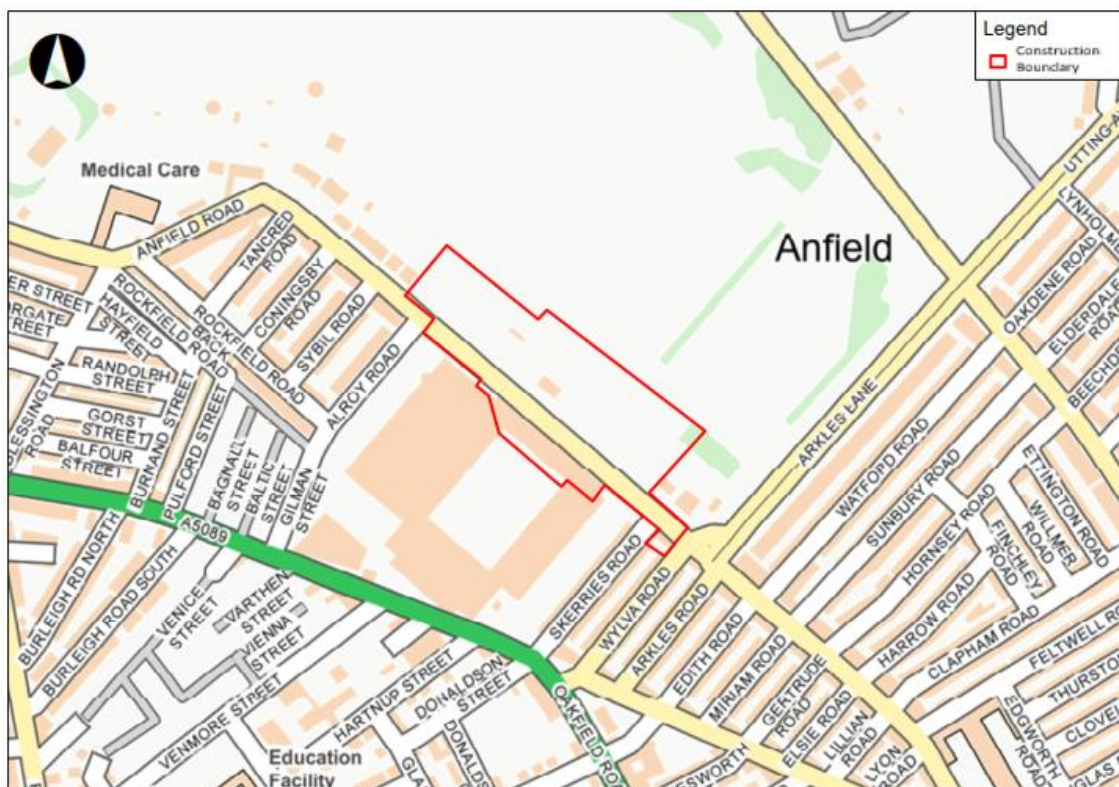 Legend
Construction
Boundary
Medical Care
Anfield
UTTING
ANFIELD ROAD
TANCRED
ROAD
CONINGSBY
ROAD
SYBIL ROAD
ALROY ROAD
ROCKFIELD ROAD
BACK
ROCKFIELD ROAD
HAYFIELD
STREET
STREET
STREET
RANDOLPH
STREET
GORST
STREET
BALFOUR
STREET
ROAD
BURNAND STREET
PULFORD STREET
BAGNALL
STREET
BALTIC
STREET
GILMAN
STREET
A5089
BURLEIGH RD NORTH
BURLEIGH ROAD SOUTH
VENICE
STREET
VARTHEN
STREET
VIENNA
STREET
VENMORE STREET
HARTNUP STREET
DONALDSON
STREET
Education
Facility
OAKFIELD
SKERRIES ROAD
WYLVA ROAD
ARKLES ROAD
EDITH ROAD
MIRIAM ROAD
GERTRUDE
ROAD
ELSIE ROAD
LILLIAN
ROAD
LYON
ROAD
ARKLES LANE
WATFORD ROAD
SUNBURY ROAD
HORNSEY ROAD
HARROW ROAD
FINCHLEY
ROAD
WILLMER
ROAD
ETTINGTON ROAD
CLAPHAM ROAD
FELTWELL
EDGWORTH
ROAD
OAKDENE ROAD